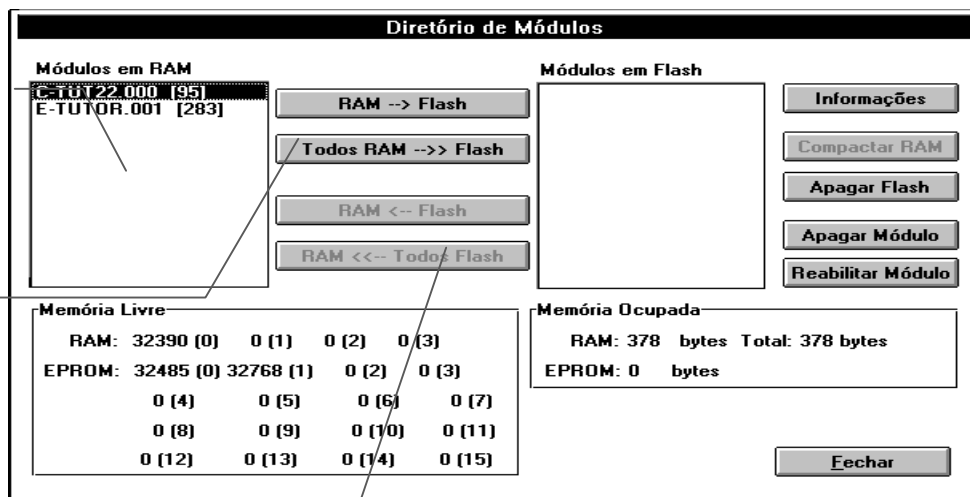 Diretório de Módulos
Módulos em RAM
C-TUT22.000 [95]
E-TUTOR.001 [283]
RAM --> Flash
Todos RAM -->> Flash
RAM <-- Flash
RAM <<-- Todos Flash
Módulos em Flash
Informações
Compactar RAM
Apagar Flash
Apagar Módulo
Reabilitar Módulo
Memória Livre
RAM: 32390 (0) 0 (1) 0 (2) 0 (3)
EPROM: 32485 (0) 32768 (1) 0 (2) 0 (3)
0 (4) 0 (5) 0 (6) 0 (7)
0 (8) 0 (9) 0 (10) 0 (11)
0 (12) 0 (13) 0 (14) 0 (15)
Memória Ocupada
RAM: 378 bytes Total: 378 bytes
EPROM: 0 bytes
Fechar